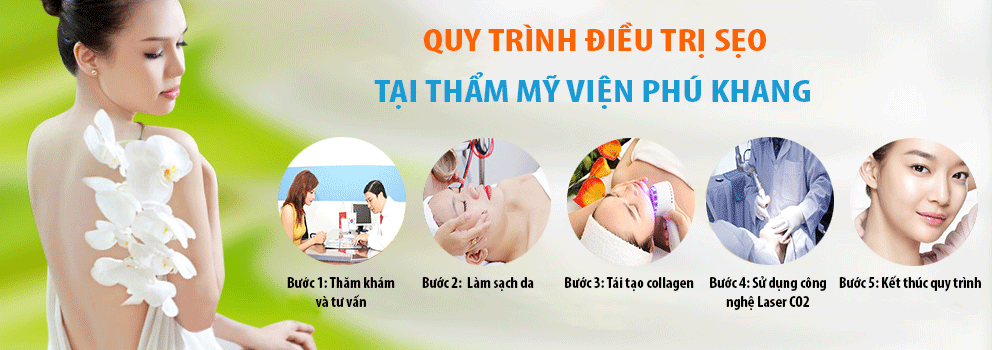 QUY TRÌNH ĐIỀU TRỊ SẸO
TẠI THẨM MỸ VIỆN PHÚ KHANG
Bước 1: Thăm khám
và tư vấn
Bước 2: Làm sạch da
Bước 3: Tái tạo collagen
Bước 4: Sử dụng công
nghệ Laser CO2
Bước 5: Kết thúc quy trình